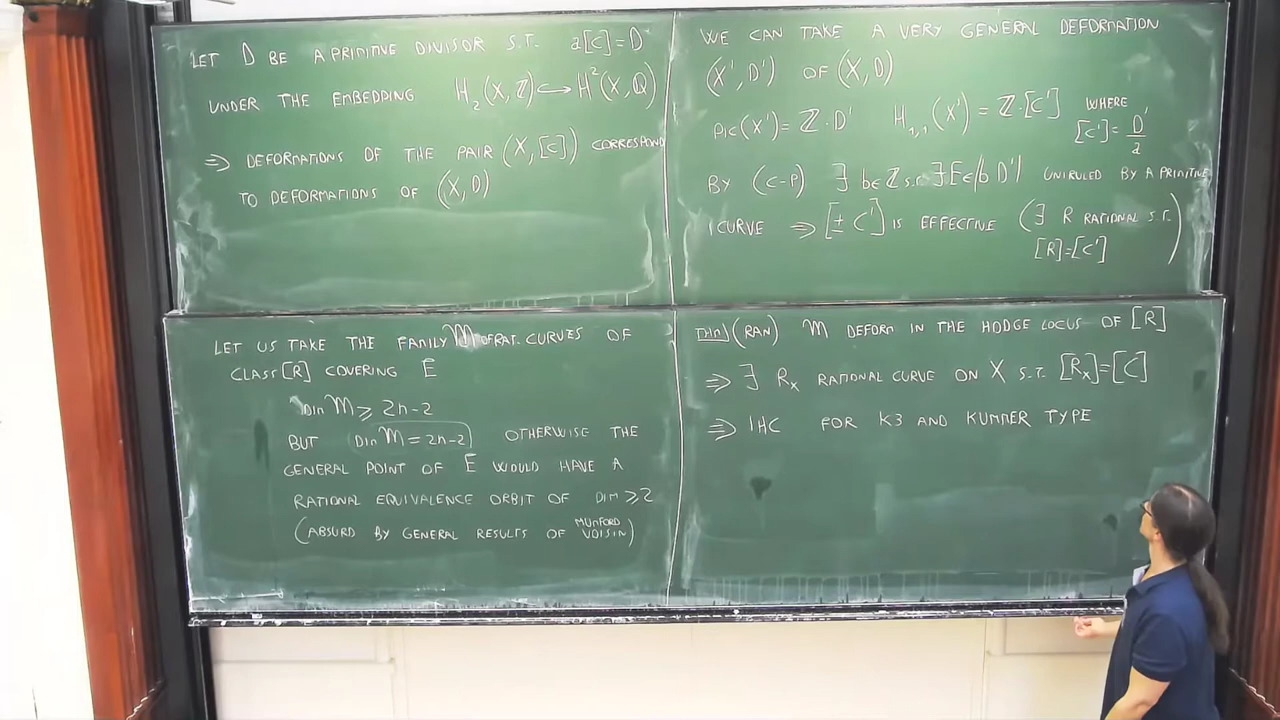 LET D BE A PRIMITIVE DIVISOR S.T. a[C]=D
UNDER THE EMBEDDING H₂(X,ℤ)↪H²(X,ℚ)
⇒ DEFORMATIONS OF THE PAIR (X,[C]) CORRESPOND
TO DEFORMATIONS OF (X,D)
WE CAN TAKE A VERY GENERAL DEFORMATION
(X',D') OF (X,D)
PIC(X')=ℤ·D' H₁,₁(X')=ℤ·[C'] WHERE [C']=D'/a
BY (C-P) ∃ b∈ℤ S.T. ∃E∈|bD'| UNIRULED BY A PRIMITIVE
CURVE ⇒ [±C'] IS EFFECTIVE (∃ R RATIONAL S.T.
[R]=[C'])
LET US TAKE THE FAMILY M OF RAT. CURVES OF
CLASS [R] COVERING E
DIM M ⩾ 2n-2
BUT DIM M = 2n-2 OTHERWISE THE
GENERAL POINT OF E WOULD HAVE A
RATIONAL EQUIVALENCE ORBIT OF DIM ⩾2
(ABSURD BY GENERAL RESULTS OF MUMFORD VOISIN)
THM (RAN) M DEFORM IN THE HODGE LOCUS OF [R]
⇒ ∃ Rₓ RATIONAL CURVE ON X S.T. [Rₓ]=[C]
⇒ IHC FOR K3 AND KUMMER TYPE